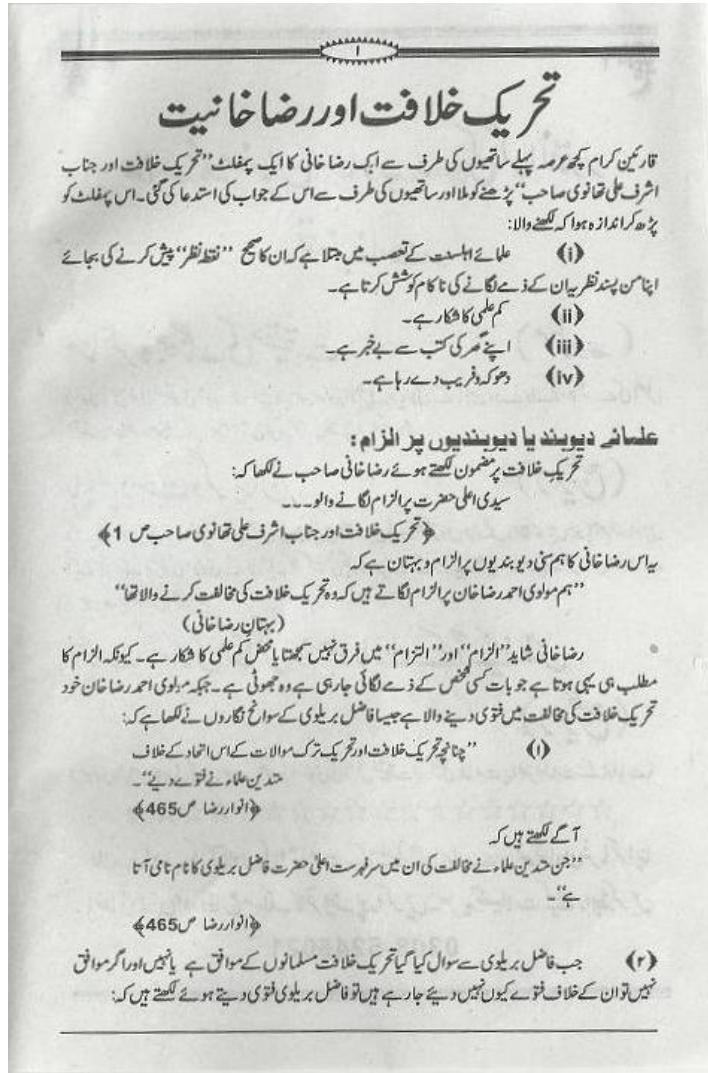 ۱
تحریک خلافت اور رضاخانیت
قارئین کرام کچھ عرصہ پہلے ساتھیوں کی طرف سے ایک رضاخانی کا ایک پمفلٹ ''تحریک خلافت اور جناب
اشرف علی تھانوی صاحب'' پڑھنے کو ملا اور ساتھیوں کی طرف سے اس کے جواب کی استدعا کی گئی۔ اس پمفلٹ کو
پڑھ کر اندازہ ہوا کہ لکھنے والا:
﴿i﴾ علمائے اہلسنت کے تعصب میں مبتلا ہے کہ ان کا صحیح ''نقطہ نظر'' پیش کرنے کی بجائے
اپنا من پسند نظریہ ان کے ذمے لگانے کی ناکام کوشش کرتا ہے۔
﴿ii﴾ کم علمی کا شکار ہے۔
﴿iii﴾ اپنے گھر کی کتب سے بے خبر ہے۔
﴿iv﴾ دھوکہ وفریب دے رہا ہے۔
علمائے دیوبند یا دیوبندیوں پر الزام:
تحریک خلافت پر مضمون لکھتے ہوئے رضاخانی صاحب نے لکھا کہ:
سیدی اعلی حضرت پر الزام لگانے والو۔۔۔
﴿تحریک خلافت اور جناب اشرف علی تھانوی صاحب ص 1﴾
یہ اس رضاخانی کا ہم سنی دیوبندیوں پر الزام و بہتان ہے کہ
''ہم مولوی احمد رضا خان پر الزام لگاتے ہیں کہ وہ تحریک خلافت کی مخالفت کرنے والا تھا''
(بہتانِ رضاخانی)
رضاخانی شاید ''الزام'' اور ''التزام'' میں فرق نہیں سمجھتا یا محض کم علمی کا شکار ہے۔ کیونکہ الزام کا
مطلب ہی یہی ہوتا ہے جو بات کسی شخص کے ذمے لگائی جا رہی ہے وہ جھوٹی ہے۔ جبکہ مولوی احمد رضا خان خود
تحریک خلافت کی مخالفت میں فتوی دینے والا ہے جیسا فاضل بریلوی کے سوانح نگاروں نے لکھا ہے کہ:
﴿۱﴾ ''چنانچہ تحریک خلافت اور تحریک ترک موالات کے اس اتحاد کے خلاف
متدین علماء نے فتوے دیے''۔
﴿انوار رضا ص 465﴾
آگے لکھتے ہیں کہ
''جن متدین علماء نے مخالفت کی ان میں سرفہرست اعلی حضرت فاضل بریلوی کا نام نامی آتا
ہے''۔
﴿انوار رضا ص 465﴾
﴿۲﴾ جب فاضل بریلوی سے سوال کیا گیا تحریک خلافت مسلمانوں کے موافق ہے یا نہیں اور اگر موافق
نہیں تو ان کے خلاف فتوے کیوں نہیں دیئے جا رہے ہیں تو فاضل بریلوی فتوی دیتے ہوئے لکھتے ہیں کہ: